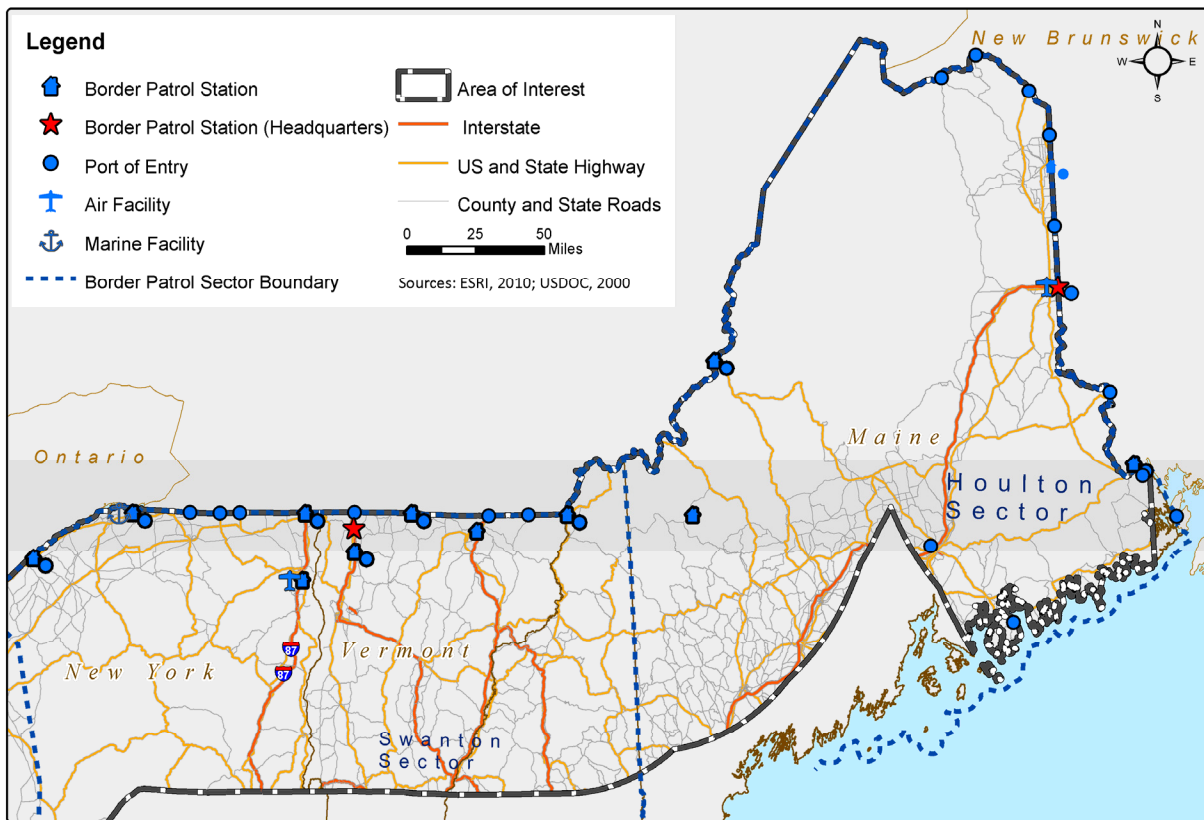 Legend
Border Patrol Station
Border Patrol Station (Headquarters)
Port of Entry
Air Facility
Marine Facility
Border Patrol Sector Boundary
Area of Interest
Interstate
US and State Highway
County and State Roads
0 25 50
Miles
Sources: ESRI, 2010; USDOC, 2000
New Brunswick
N
W E
S
Ontario
Maine
Houlton
Sector
New York
87
87
Vermont
Swanton
Sector